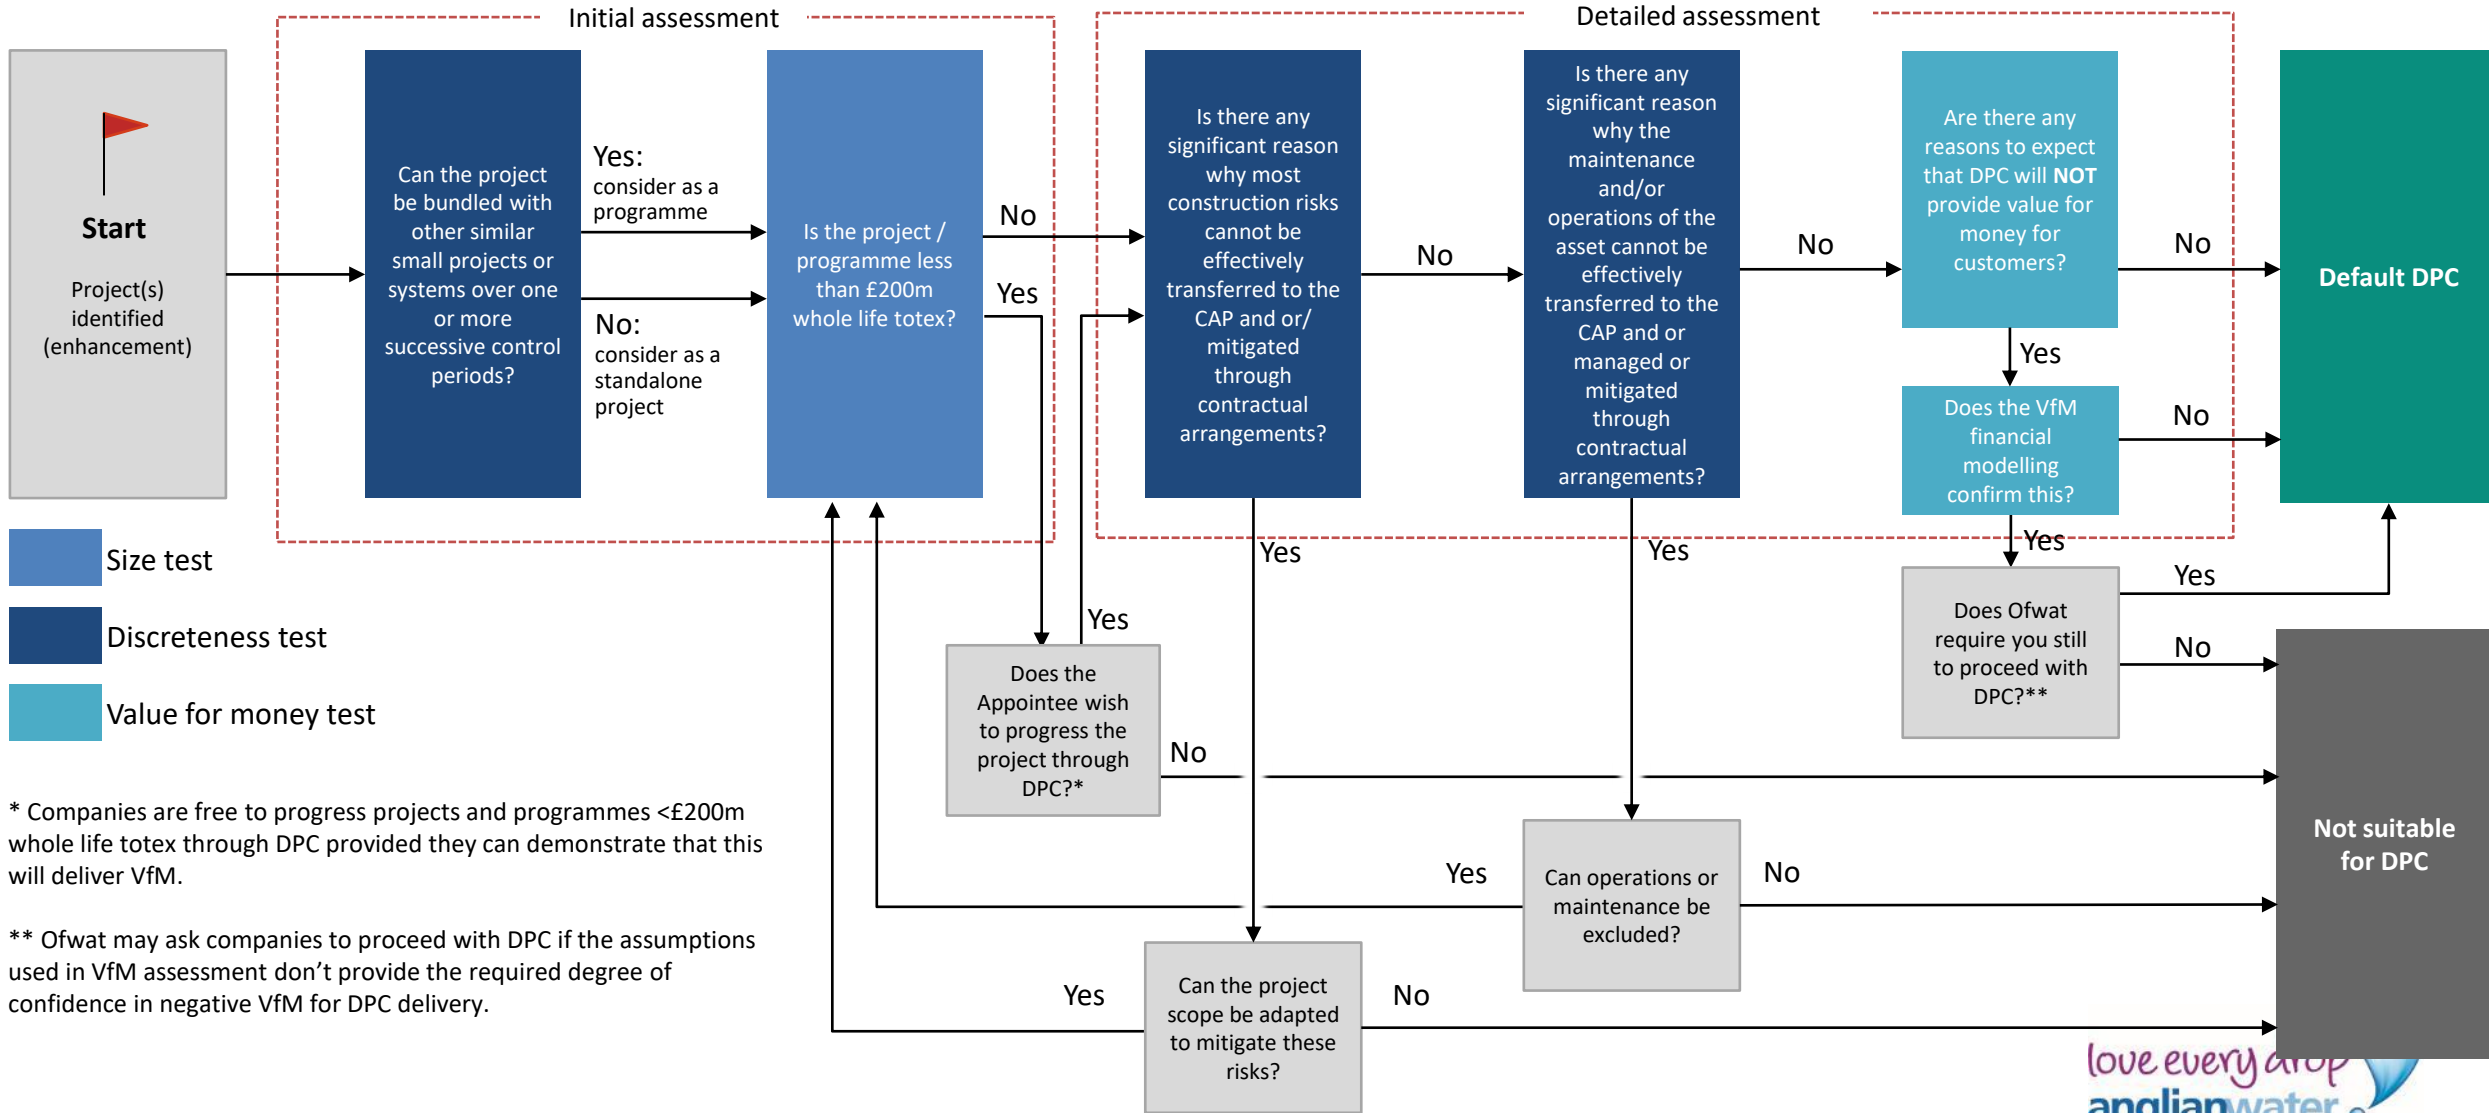 Initial assessment
Detailed assessment
Start
Project(s)
identified
(enhancement)
Can the project
be bundled with
other similar
small projects or
systems over one
or more
successive control
periods?
Yes:
consider as a
programme
No:
consider as a
standalone
project
Is the project /
programme less
than £200m
whole life totex?
No
Yes
Is there any
significant reason
why most
construction risks
cannot be
effectively
transferred to the
CAP and or/
mitigated
through
contractual
arrangements?
No
Is there any
significant reason
why the
maintenance
and/or
operations of the
asset cannot be
effectively
transferred to the
CAP and or
managed or
mitigated
through
contractual
arrangements?
No
Are there any
reasons to expect
that DPC will NOT
provide value for
money for
customers?
No
Yes
Does the VfM
financial
modelling
confirm this?
No
Default DPC
Yes
Yes
Yes
Size test
Discreteness test
Value for money test
Yes
Does the
Appointee wish
to progress the
project through
DPC?*
No
Does Ofwat
require you still
to proceed with
DPC?**
Yes
No
Not suitable
for DPC
Yes
Can operations or
maintenance be
excluded?
No
Yes
Can the project
scope be adapted
to mitigate these
risks?
No
* Companies are free to progress projects and programmes <£200m
whole life totex through DPC provided they can demonstrate that this
will deliver VfM.
** Ofwat may ask companies to proceed with DPC if the assumptions
used in VfM assessment don’t provide the required degree of
confidence in negative VfM for DPC delivery.
love every drop
anglianwater